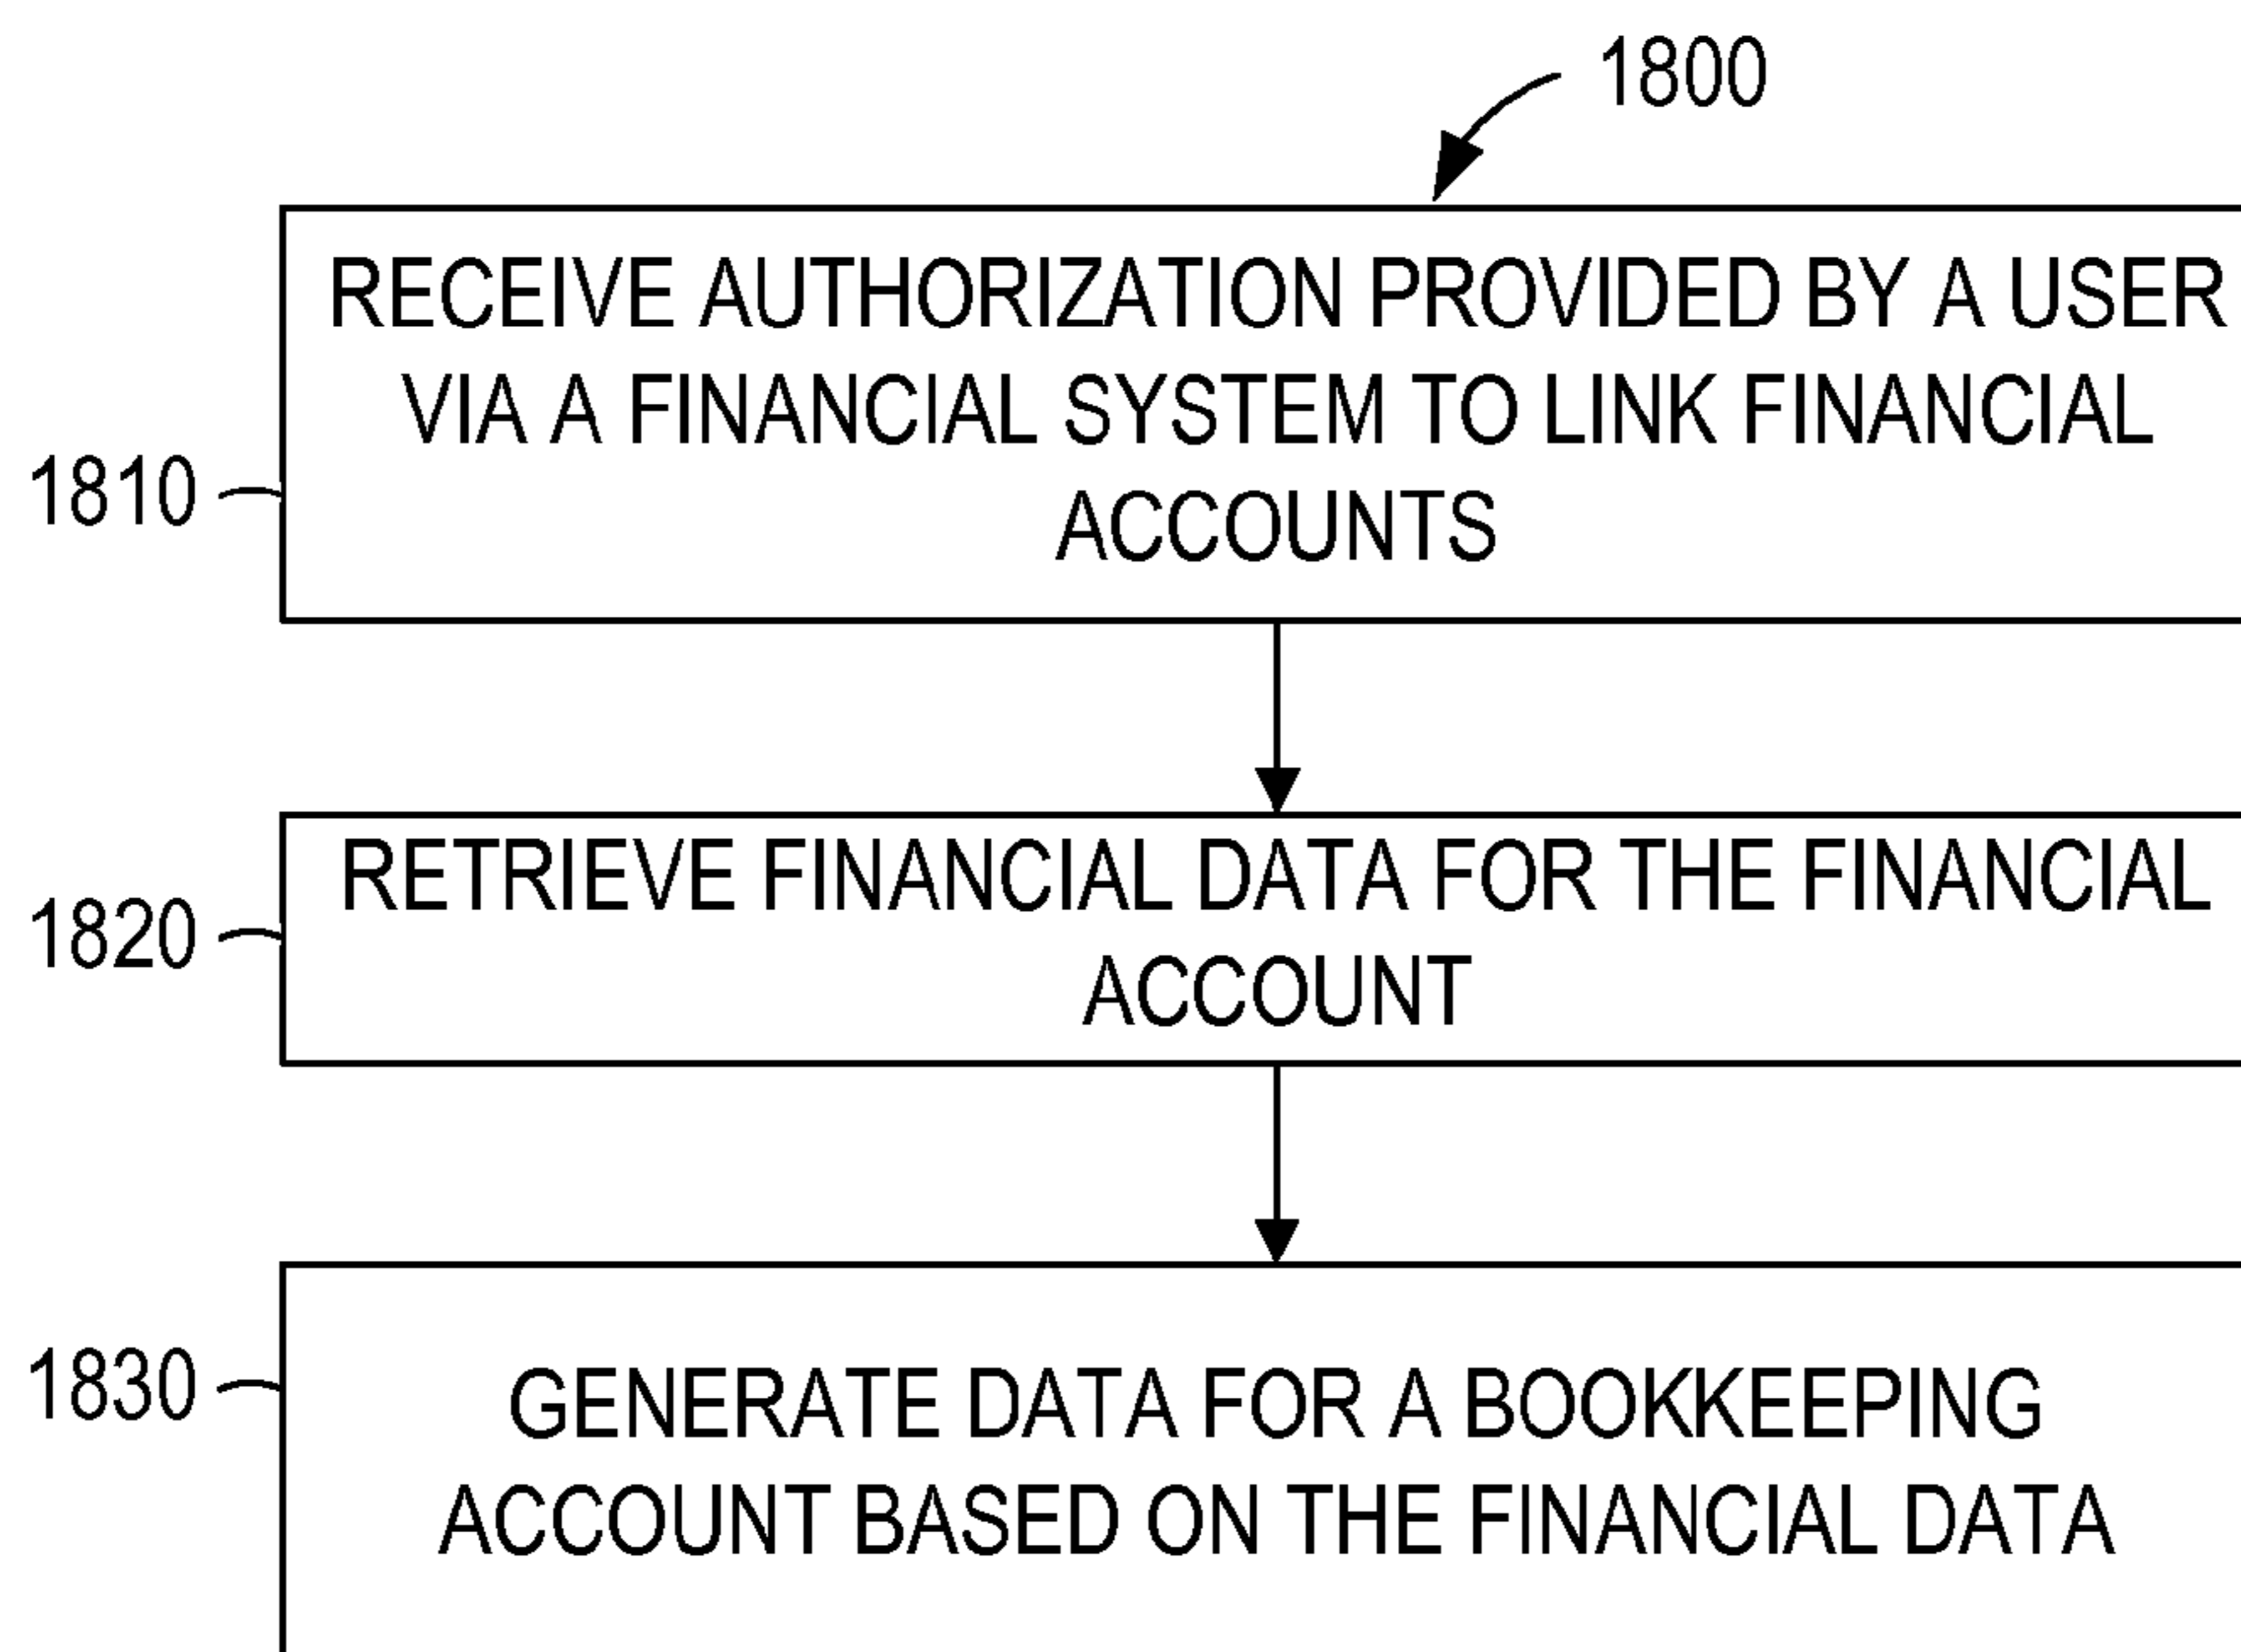 1800
RECEIVE AUTHORIZATION PROVIDED BY A USER
VIA A FINANCIAL SYSTEM TO LINK FINANCIAL
ACCOUNTS
1810
RETRIEVE FINANCIAL DATA FOR THE FINANCIAL
ACCOUNT
1820
GENERATE DATA FOR A BOOKKEEPING
ACCOUNT BASED ON THE FINANCIAL DATA
1830